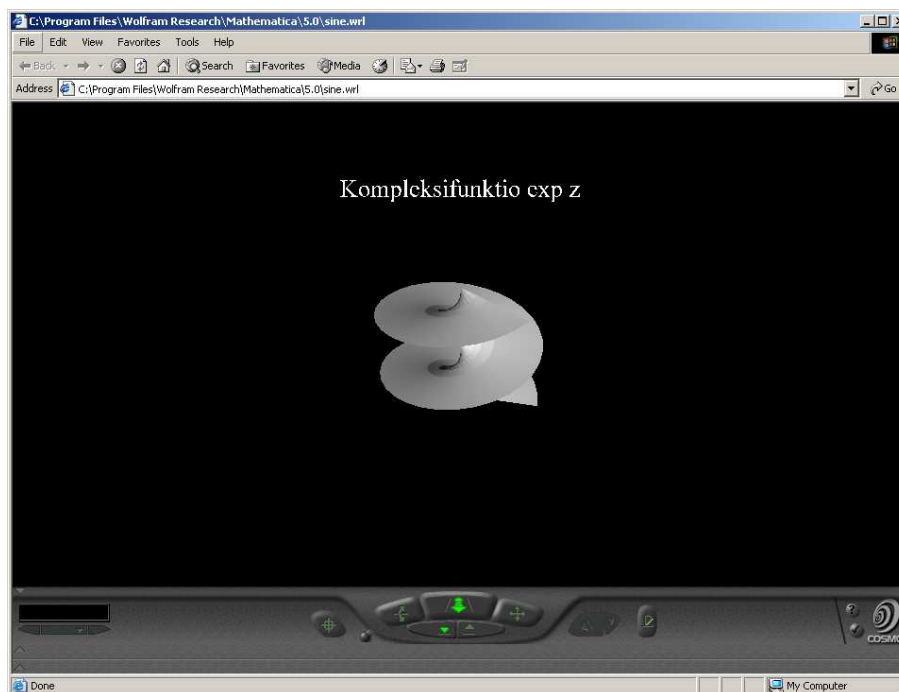 C:\Program Files\Wolfram Research\Mathematica\5.0\sine.wrl
File Edit View Favorites Tools Help
Back Search Favorites Media
Address C:\Program Files\Wolfram Research\Mathematica\5.0\sine.wrl Go
Kompleksifunktio exp z
COSMO
Done My Computer